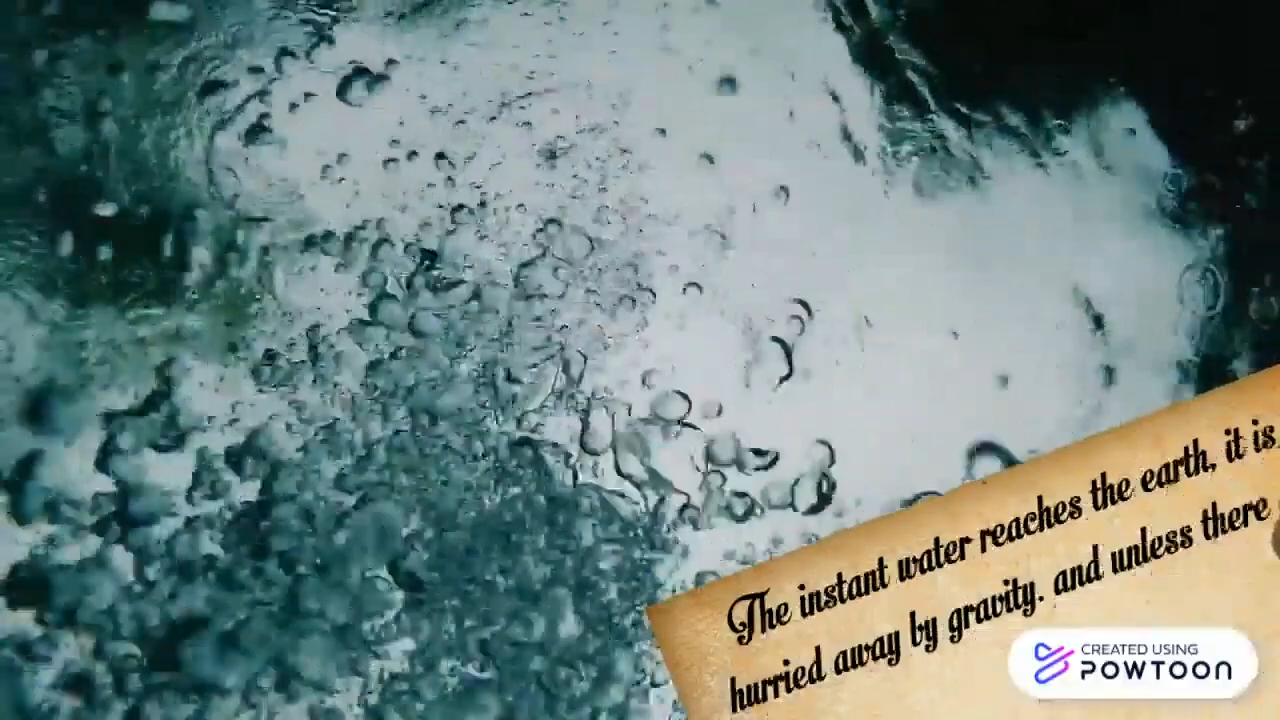 The instant water reaches the earth, it is
hurried away by gravity. and unless there
CREATED USING
POWTOON